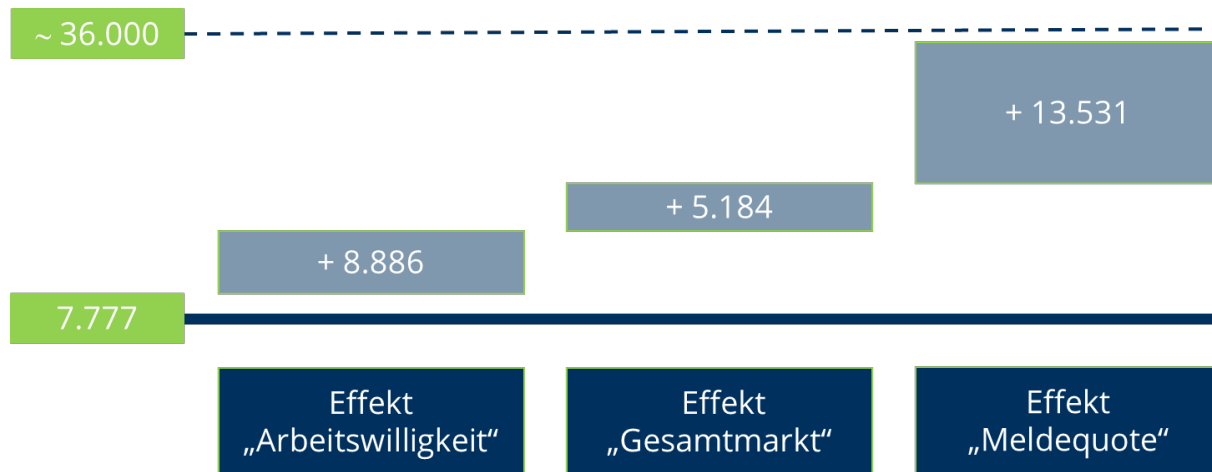 ~ 36.000
+ 13.531
+ 5.184
+ 8.886
7.777
Effekt
„Arbeitswilligkeit“
Effekt
„Gesamtmarkt“
Effekt
„Meldequote“